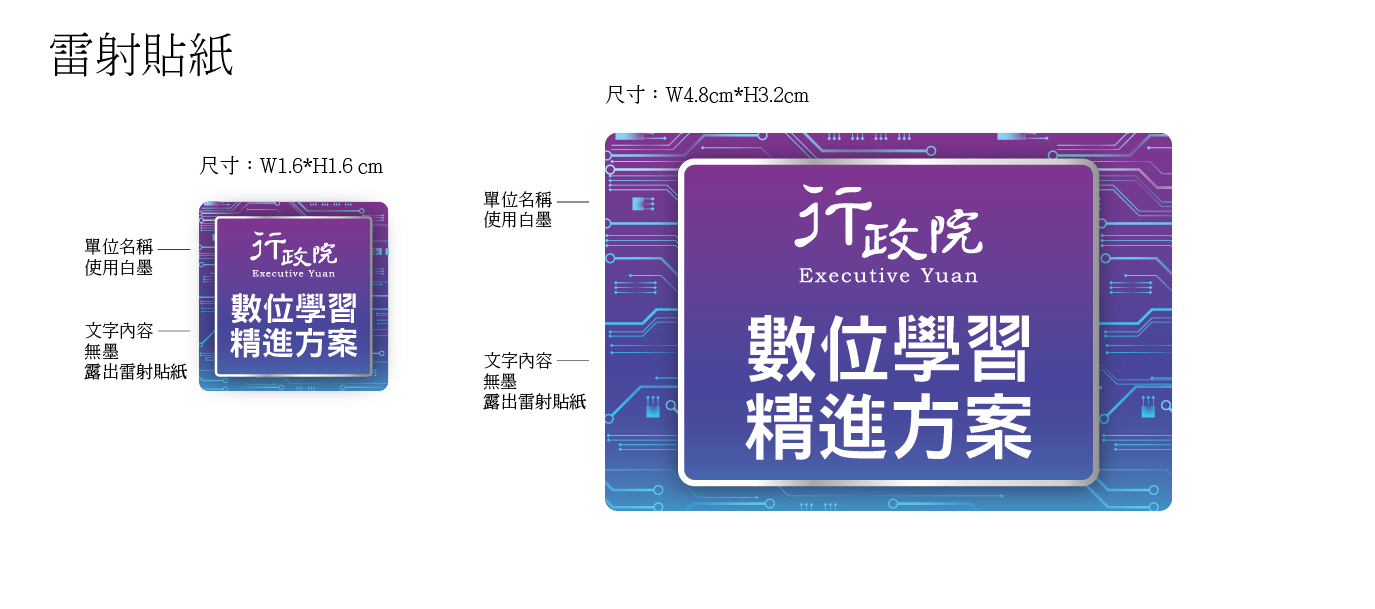 雷射貼紙
尺寸：W1.6*H1.6 cm
單位名稱
使用白墨
文字內容
無墨
露出雷射貼紙
行政院
Executive Yuan
數位學習
精進方案
尺寸：W4.8cm*H3.2cm
單位名稱
使用白墨
文字內容
無墨
露出雷射貼紙
行政院
Executive Yuan
數位學習
精進方案